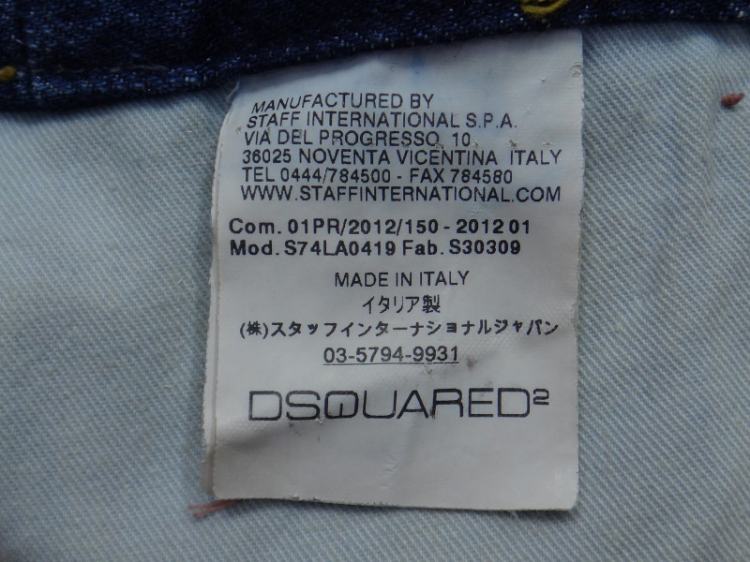 MANUFACTURED BY
STAFF INTERNATIONAL S.P.A.
VIA DEL PROGRESSO, 10
36025 NOVENTA VICENTINA ITALY
TEL 0444/784500 - FAX 784580
WWW.STAFFINTERNATIONAL.COM
Com. 01PR/2012/150 - 2012 01
Mod. S74LA0419 Fab. S30309
MADE IN ITALY
イタリア製
(株)スタッフインターナショナルジャパン
03-5794-9931
DSQUARED²